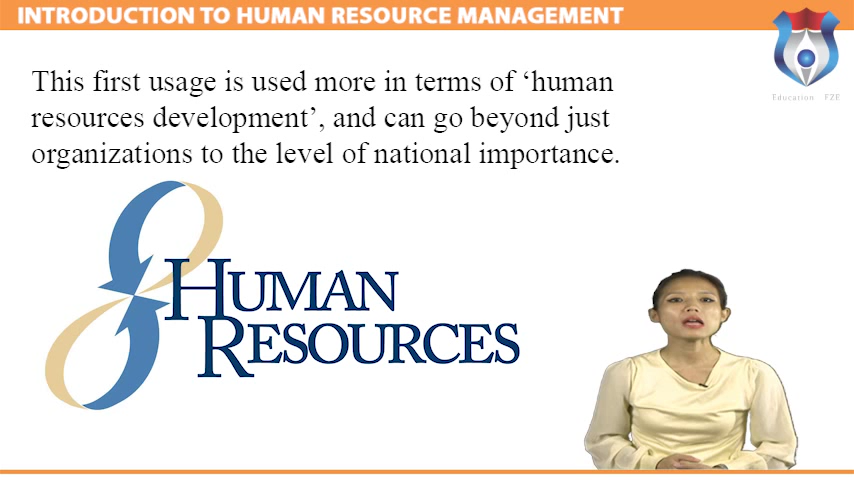 INTRODUCTION TO HUMAN RESOURCE MANAGEMENT
This first usage is used more in terms of ‘human
resources development’, and can go beyond just
organizations to the level of national importance.
HUMAN
RESOURCES
Education FZE